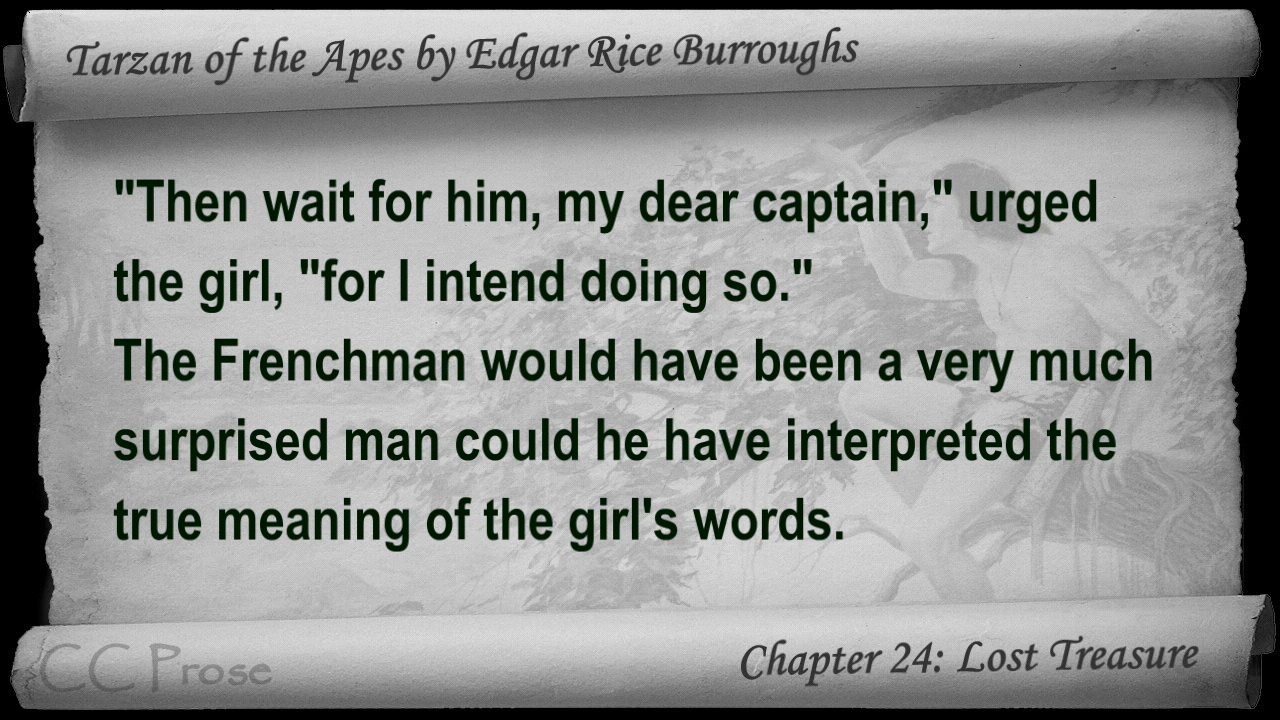 Tarzan of the Apes by Edgar Rice Burroughs
"Then wait for him, my dear captain," urged
the girl, "for I intend doing so."
The Frenchman would have been a very much
surprised man could he have interpreted the
true meaning of the girl's words.
CC Prose
Chapter 24: Lost Treasure